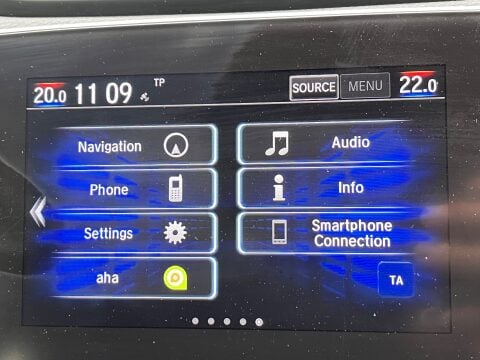 20.0 11 09 TP SOURCE MENU 22.0
Navigation
Audio
Phone
Info
Settings
Smartphone
Connection
aha
TA